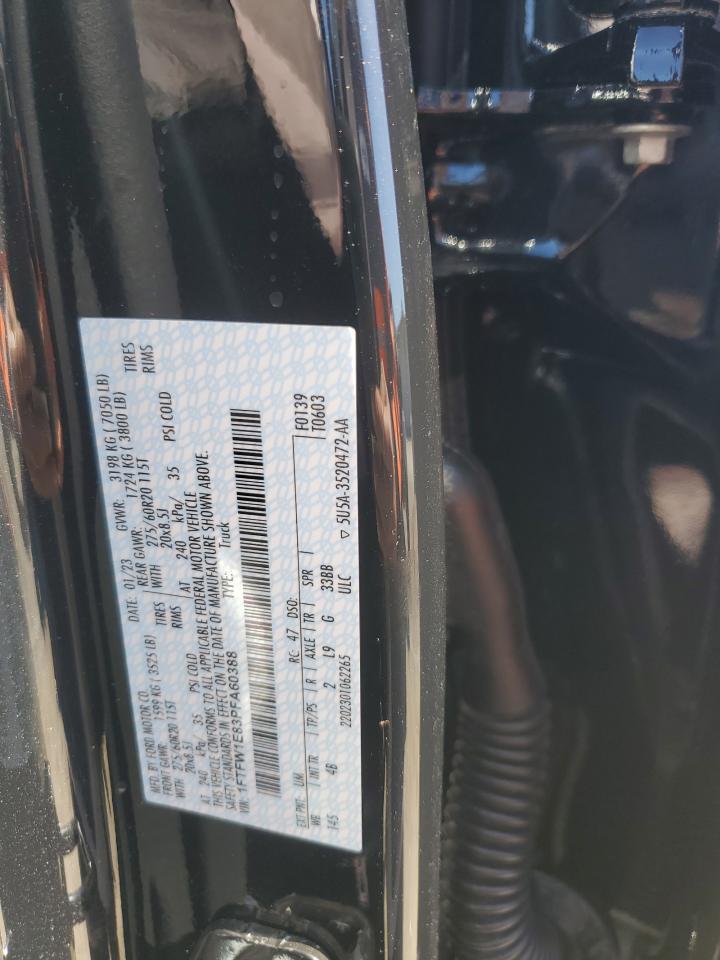 MFD. BY FORD MOTOR CO.
DATE: 01/23 GVWR: 3198 KG ( 7050 LB)
FRONT GAWR: 1599 KG ( 3525 LB) REAR GAWR: 1724 KG ( 3800 LB)
WITH 275/60R20 115T TIRES WITH 275/60R20 115T TIRES
20x8.5J RIMS 20x8.5J RIMS
AT 240 kPa/ 35 PSI COLD AT 240 kPa/ 35 PSI COLD
THIS VEHICLE CONFORMS TO ALL APPLICABLE FEDERAL MOTOR VEHICLE
SAFETY STANDARDS IN EFFECT ON THE DATE OF MANUFACTURE SHOWN ABOVE.
VIN: 1FTFW1E83PFA60388 TYPE: Truck
F0139
T0603
EXT PNT: UM RC: 47 DSO:
WB INT TR TP/PS R AXLE TR SPR
145 4B 2 L9 G 33BB
2202301062265 ULC ▽ 5U5A-3520472-AA